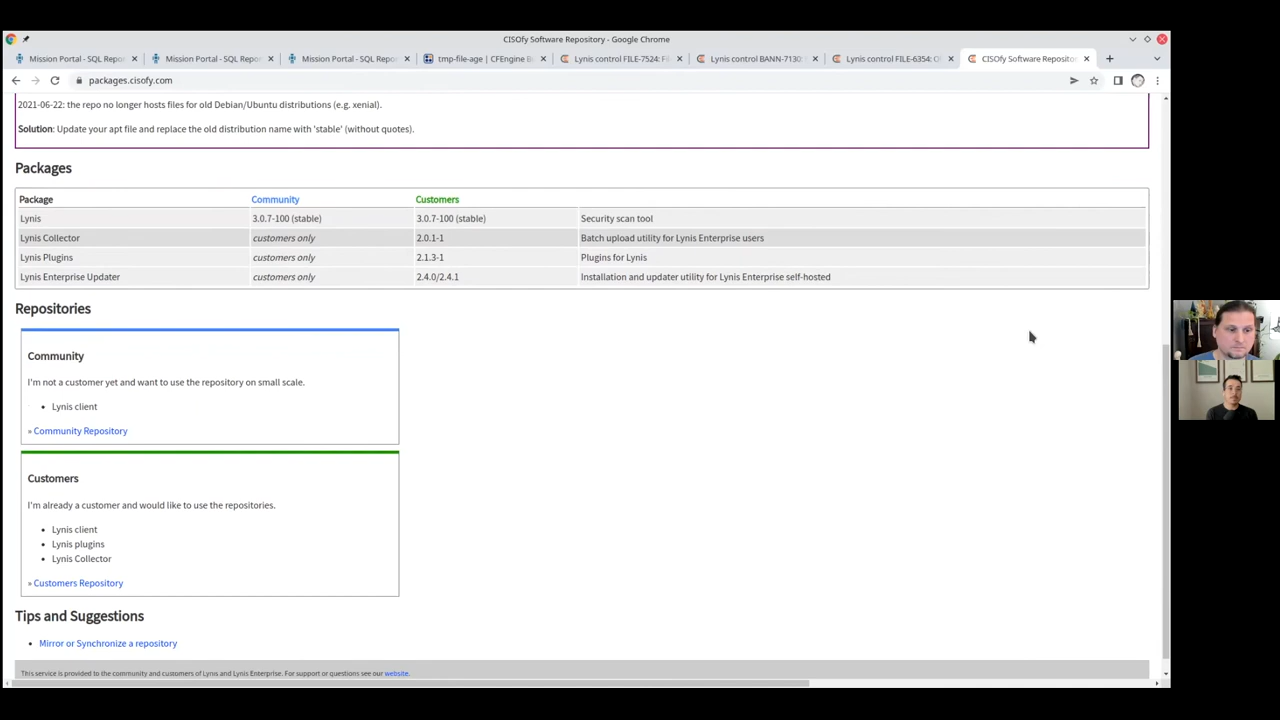 CISOfy Software Repository - Google Chrome
Mission Portal - SQL Repor
Mission Portal - SQL Repor
Mission Portal - SQL Repor
tmp-file-age | CFEngine B
Lynis control FILE-7524: F
Lynis control BANN-7130:
Lynis control FILE-6354: O
CISOfy Software Repositor
packages.cisofy.com
2021-06-22: the repo no longer hosts files for old Debian/Ubuntu distributions (e.g. xenial).
Solution: Update your apt file and replace the old distribution name with 'stable' (without quotes).
Packages
Package Community Customers
Lynis 3.0.7-100 (stable) 3.0.7-100 (stable) Security scan tool
Lynis Collector customers only 2.0.1-1 Batch upload utility for Lynis Enterprise users
Lynis Plugins customers only 2.1.3-1 Plugins for Lynis
Lynis Enterprise Updater customers only 2.4.0/2.4.1 Installation and updater utility for Lynis Enterprise self-hosted
Repositories
Community
I'm not a customer yet and want to use the repository on small scale.
• Lynis client
» Community Repository
Customers
I'm already a customer and would like to use the repositories.
• Lynis client
• Lynis plugins
• Lynis Collector
» Customers Repository
Tips and Suggestions
• Mirror or Synchronize a repository
This service is provided to the community and customers of Lynis and Lynis Enterprise. For support or questions see our website.